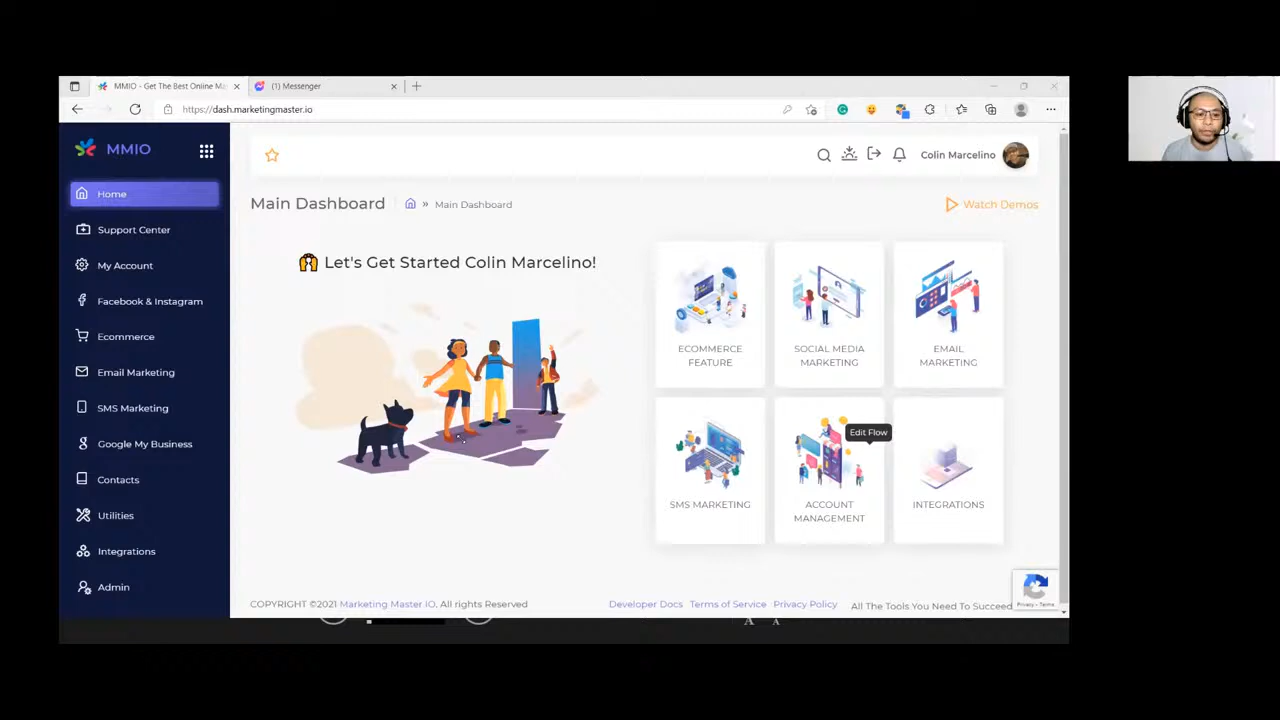 MMIO - Get The Best Online Ma
(1) Messenger
https://dash.marketingmaster.io
MMIO
Colin Marcelino
Home
Support Center
My Account
Facebook & Instagram
Ecommerce
Email Marketing
SMS Marketing
Google My Business
Contacts
Utilities
Integrations
Admin
Main Dashboard
» Main Dashboard
Watch Demos
Let's Get Started Colin Marcelino!
ECOMMERCE
FEATURE
SOCIAL MEDIA
MARKETING
EMAIL
MARKETING
SMS MARKETING
Edit Flow
ACCOUNT
MANAGEMENT
INTEGRATIONS
COPYRIGHT ©2021 Marketing Master IO. All rights Reserved
Developer Docs Terms of Service Privacy Policy All The Tools You Need To Succeed
Privacy - Terms
A A